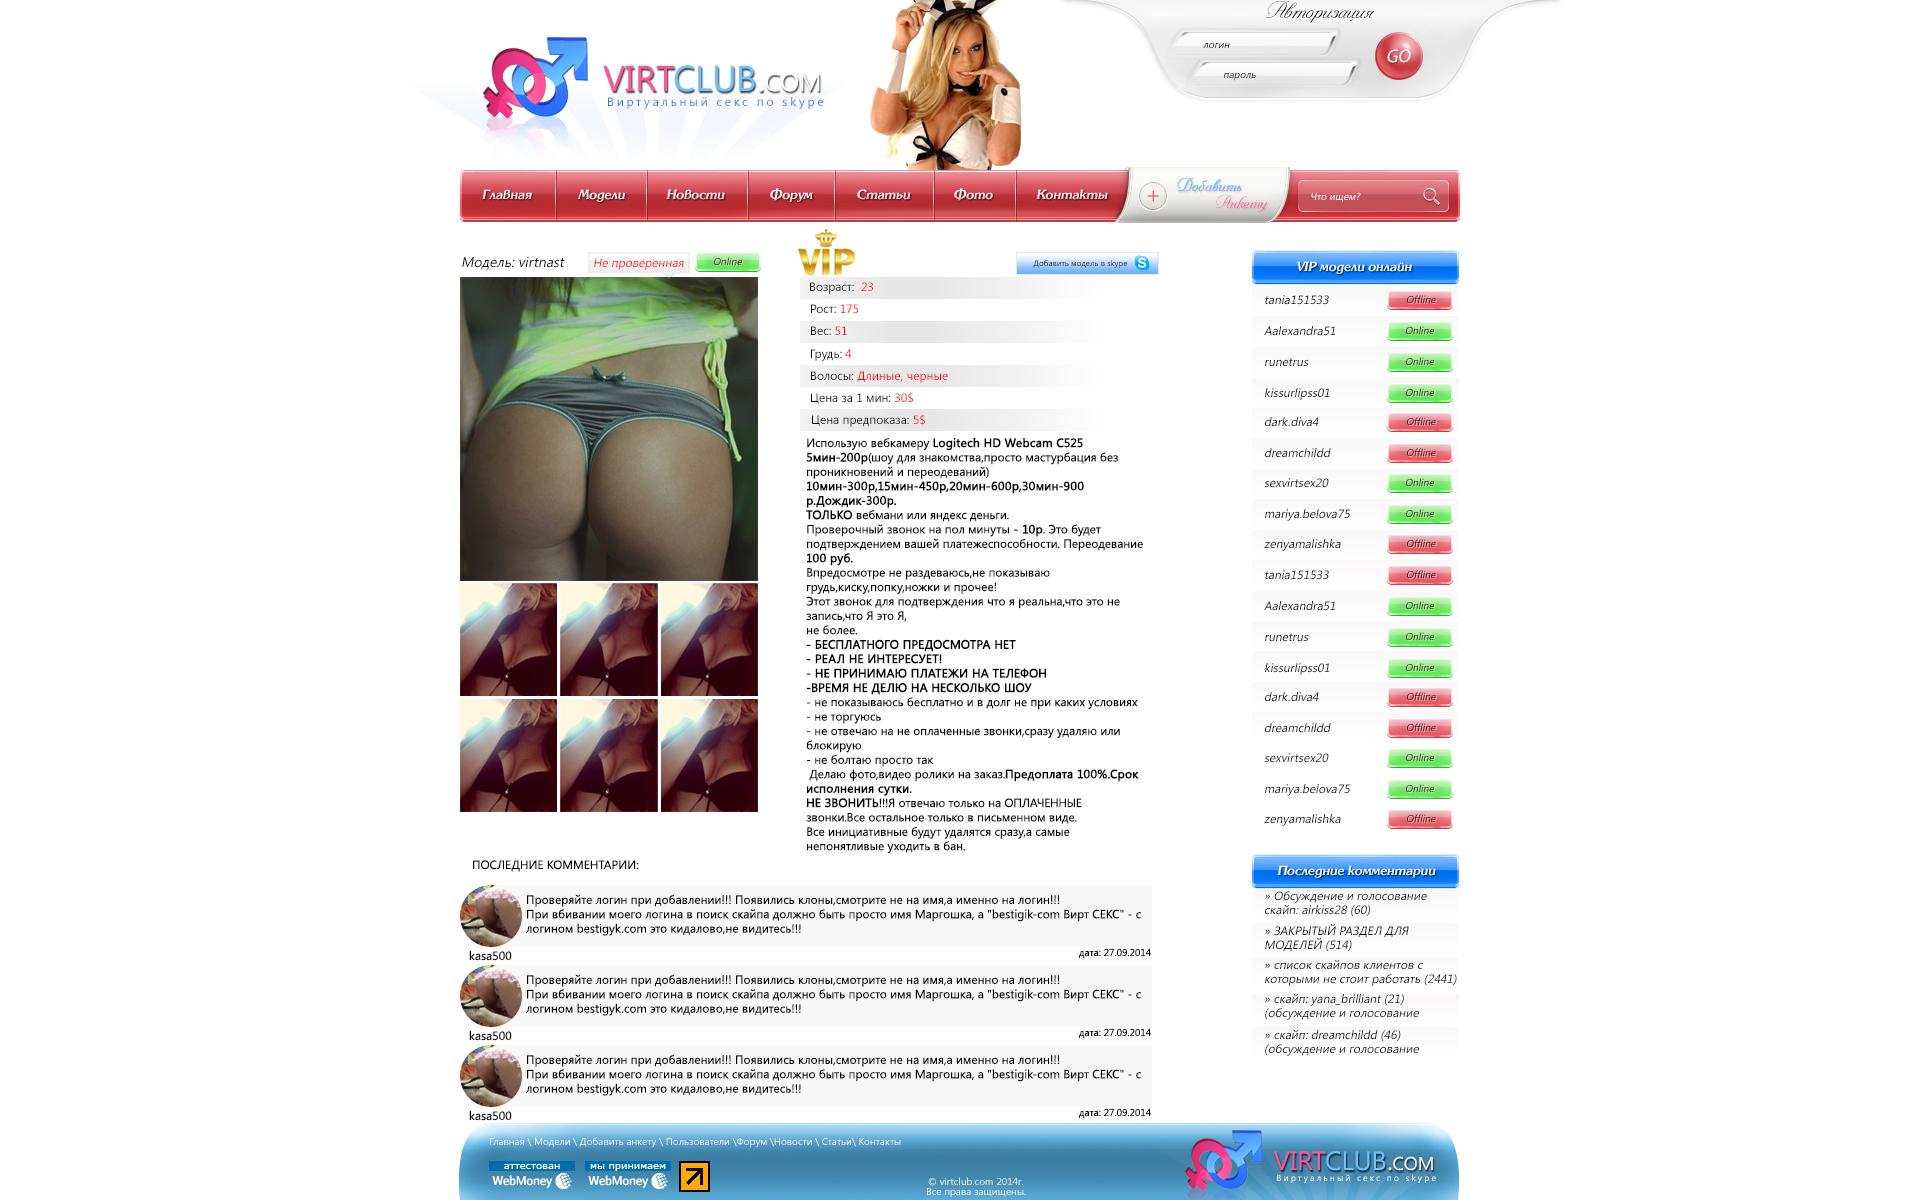 Авторизация
логин
GO
пароль
VIRTCLUB.COM
Виртуальный секс по skype
Главная
Модели
Новости
Форум
Статьи
Фото
Контакты
Добавить
Анкету
Что ищем?
Модель: virtnast
Не проверенная
Online
VIP
Добавить модель в skype
Возраст: 23
Рост: 175
Вес: 51
Грудь: 4
Волосы: Длиные, черные
Цена за 1 мин: 30$
Цена предпоказа: 5$
Использую вебкамеру Logitech HD Webcam C525
5мин-200р(шоу для знакомства,просто мастурбация без
проникновений и переодеваний)
10мин-300р,15мин-450р,20мин-600р,30мин-900
р.Дождик-300р.
ТОЛЬКО вебмани или яндекс деньги.
Проверочный звонок на пол минуты - 10р. Это будет
подтверждением вашей платежеспособности. Переодевание
100 руб.
Впредосмотре не раздеваюсь,не показываю
грудь,киску,попку,ножки и прочее!
Этот звонок для подтверждения что я реальна,что это не
запись,что Я это Я,
не более.
- БЕСПЛАТНОГО ПРЕДОСМОТРА НЕТ
- РЕАЛ НЕ ИНТЕРЕСУЕТ!
- НЕ ПРИНИМАЮ ПЛАТЕЖИ НА ТЕЛЕФОН
-ВРЕМЯ НЕ ДЕЛЮ НА НЕСКОЛЬКО ШОУ
- не показываюсь бесплатно и в долг не при каких условиях
- не торгуюсь
- не отвечаю на не оплаченные звонки,сразу удаляю или
блокирую
- не болтаю просто так
Делаю фото,видео ролики на заказ.Предоплата 100%.Срок
исполнения сутки.
НЕ ЗВОНИТЬ!!!Я отвечаю только на ОПЛАЧЕННЫЕ
звонки.Все остальное только в письменном виде.
Все инициативные будут удалятся сразу,а самые
непонятливые уходить в бан.
VIP модели онлайн
tania151533 Offline
Aalexandra51 Online
runetrus Online
kissurlipss01 Online
dark.diva4 Offline
dreamchildd Offline
sexvirtsex20 Online
mariya.belova75 Online
zenyamalishka Offline
tania151533 Offline
Aalexandra51 Online
runetrus Online
kissurlipss01 Online
dark.diva4 Offline
dreamchildd Offline
sexvirtsex20 Online
mariya.belova75 Online
zenyamalishka Offline
Последние комментарии
» Обсуждение и голосование
скайп: airkiss28 (60)
» ЗАКРЫТЫЙ РАЗДЕЛ ДЛЯ
МОДЕЛЕЙ (514)
» список скайпов клиентов с
которыми не стоит работать (2441)
» скайп: yana_brilliant (21)
(обсуждение и голосование
» скайп: dreamchildd (46)
(обсуждение и голосование
ПОСЛЕДНИЕ КОММЕНТАРИИ:
Проверяйте логин при добавлении!!! Появились клоны,смотрите не на имя,а именно на логин!!!
При вбивании моего логина в поиск скайпа должно быть просто имя Маргошка, а "bestigik-com Вирт СЕКС" - с
логином bestigyk.com это кидалово,не видитесь!!!
kasa500
дата: 27.09.2014
Проверяйте логин при добавлении!!! Появились клоны,смотрите не на имя,а именно на логин!!!
При вбивании моего логина в поиск скайпа должно быть просто имя Маргошка, а "bestigik-com Вирт СЕКС" - с
логином bestigyk.com это кидалово,не видитесь!!!
kasa500
дата: 27.09.2014
Проверяйте логин при добавлении!!! Появились клоны,смотрите не на имя,а именно на логин!!!
При вбивании моего логина в поиск скайпа должно быть просто имя Маргошка, а "bestigik-com Вирт СЕКС" - с
логином bestigyk.com это кидалово,не видитесь!!!
kasa500
дата: 27.09.2014
Главная \ Модели \ Добавить анкету \ Пользователи \Форум \Новости \ Статьи\ Контакты
аттестован
WebMoney
мы принимаем
WebMoney
© virtclub.com 2014г.
Все права защищены.
VIRTCLUB.COM
Виртуальный секс по skype